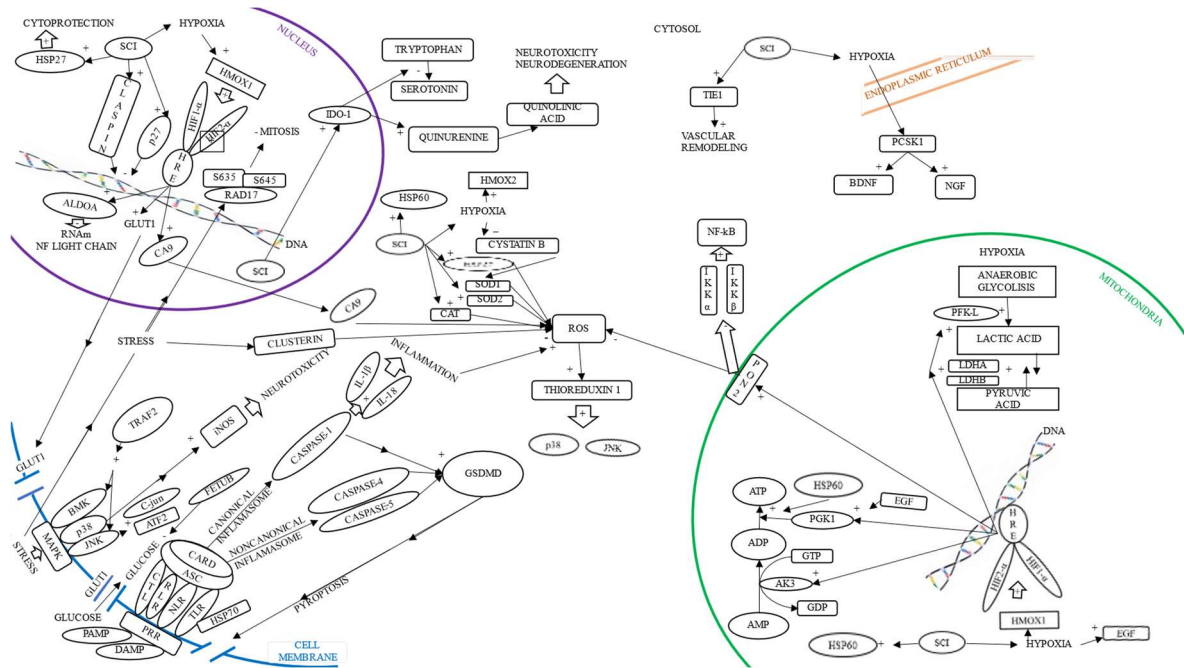 CYTOPROTECTION
HYPOXIA
SCI
HSP27
NUCLEUS
HMOX1
CLASPIN
p27
HIF1-α
HIF2-α
HRE
- MITOSIS
S635
S645
RAD17
ALDOA
RNAm
NF LIGHT CHAIN
GLUT1
CA9
DNA
SCI
IDO-1
TRYPTOPHAN
SEROTONIN
NEUROTOXICITY
NEURODEGENERATION
QUINOLINIC
ACID
QUINURENINE
HMOX2
HSP60
HYPOXIA
SCI
CYSTATIN B
SOD1
SOD2
CAT
CA9
STRESS
CLUSTERIN
ROS
THIOREDUXIN 1
p38
JNK
CYTOSOL
SCI
HYPOXIA
TIE1
VASCULAR
REMODELING
ENDOPLASMIC RETICULUM
PCSK1
BDNF
NGF
NF-kB
IKKα
IKKβ
PON2
MITOCHONDRIA
HYPOXIA
ANAEROBIC
GLYCOLISIS
PFK-L
LACTIC ACID
LDHA
LDHB
PYRUVIC
ACID
DNA
HRE
HIF2-α
HIF1-α
HMOX1
HYPOXIA
EGF
SCI
HSP60
ATP
HSP60
EGF
PGK1
ADP
GTP
AK3
GDP
AMP
INFLAMMATION
IL-1β
IL-18
NEUROTOXICITY
iNOS
TRAF2
CASPASE-1
GSDMD
CASPASE-4
CASPASE-5
CANONICAL
INFLAMASOME
NONCANONICAL
INFLAMASOME
FETUB
C-jun
ATF2
BMK
p38
JNK
MAPK
STRESS
GLUT1
GLUT1
GLUCOSE
GLUCOSE
CARD
ASC
CTLR
RLR
NLR
TLR
HSP70
PRR
PAMP
DAMP
PYROPTOSIS
CELL
MEMBRANE